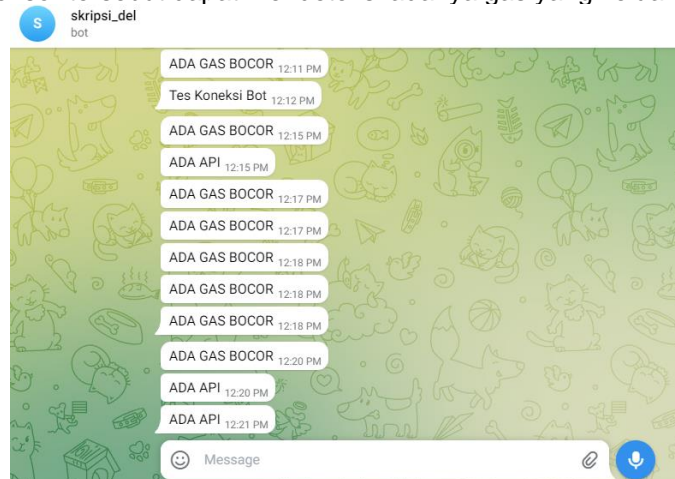 skripsi_del
S
bot
ADA GAS BOCOR 12:11 PM
Tes Koneksi Bot 12:12 PM
ADA GAS BOCOR 12:15 PM
ADA API 12:15 PM
ADA GAS BOCOR 12:17 PM
ADA GAS BOCOR 12:17 PM
ADA GAS BOCOR 12:18 PM
ADA GAS BOCOR 12:18 PM
ADA GAS BOCOR 12:18 PM
ADA GAS BOCOR 12:20 PM
ADA API 12:20 PM
ADA API 12:21 PM
Message